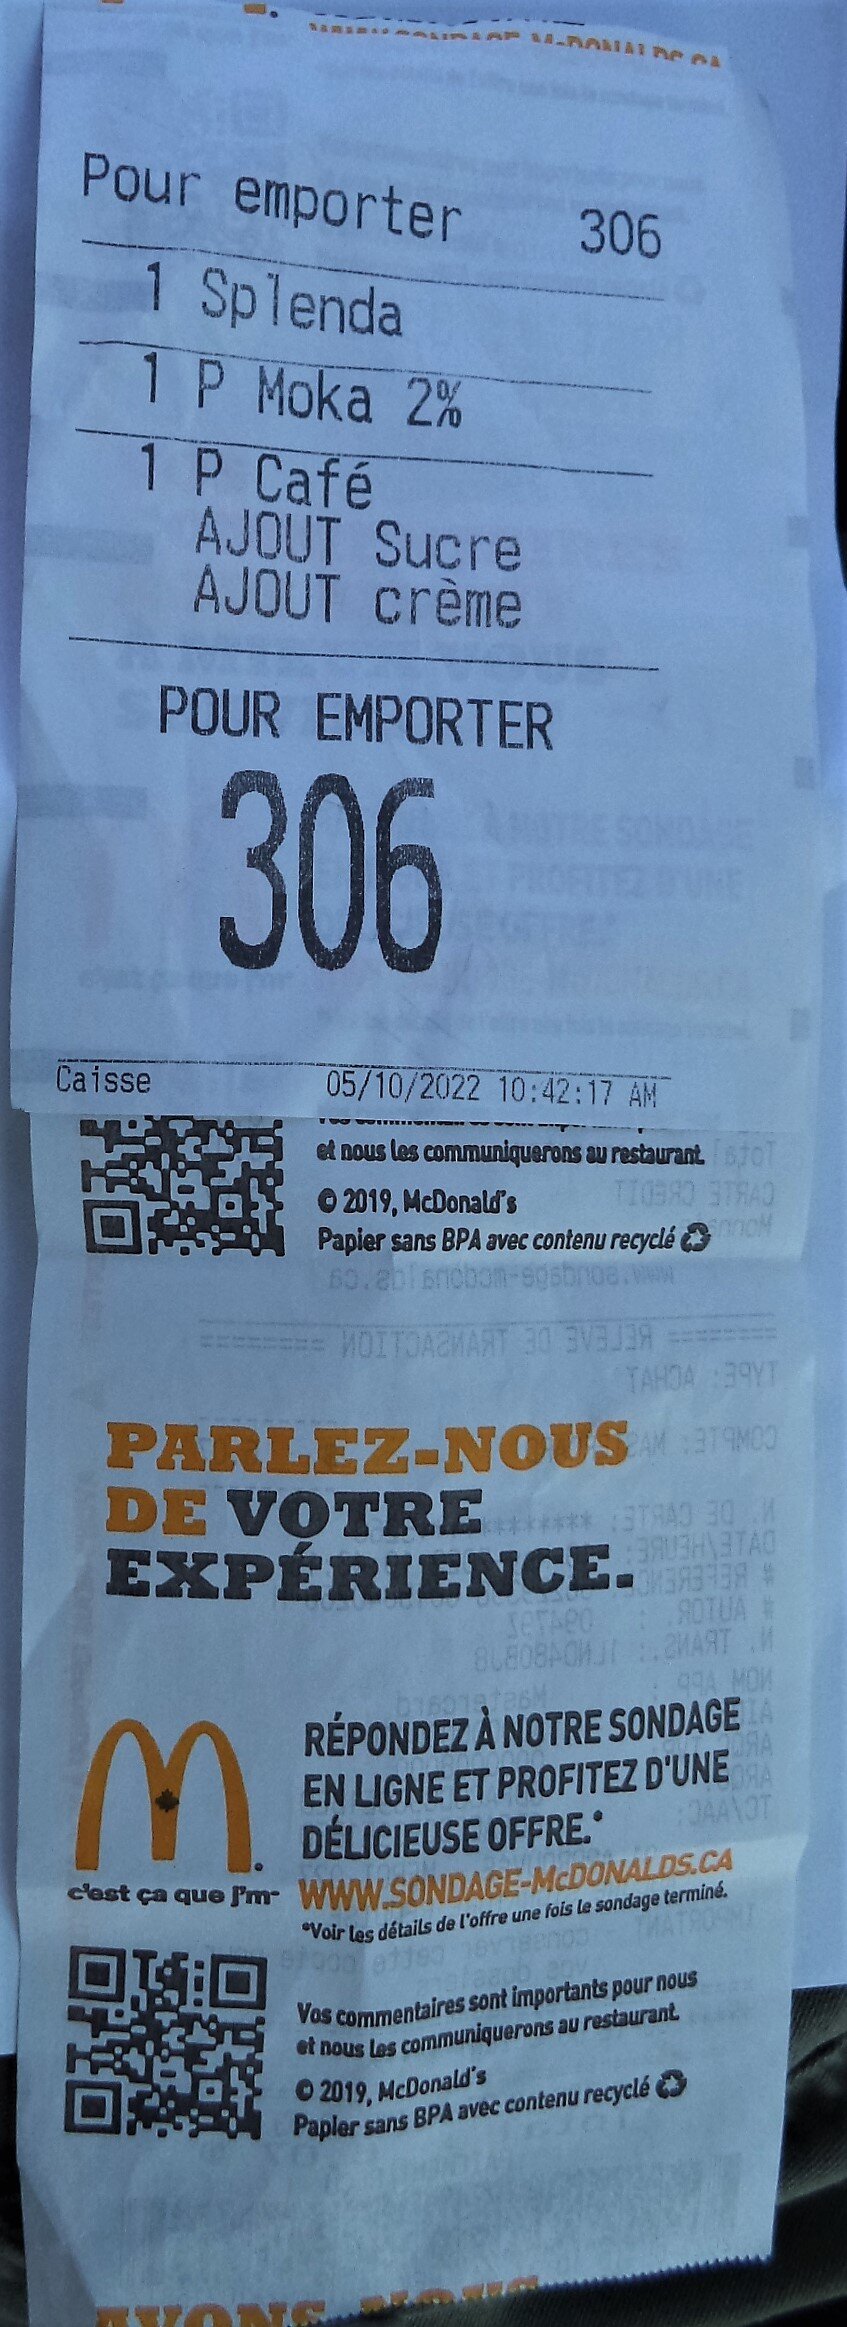 WWW.SONDAGE-McDONALDS.CA
Pour emporter 306
1 Splenda
1 P Moka 2%
1 P Café
AJOUT Sucre
AJOUT crème
POUR EMPORTER
306
Caisse 05/10/2022 10:42:17 AM
et nous les communiquerons au restaurant.
© 2019, McDonald's
Papier sans BPA avec contenu recyclé
PARLEZ-NOUS
DE VOTRE
EXPÉRIENCE.
RÉPONDEZ À NOTRE SONDAGE
EN LIGNE ET PROFITEZ D'UNE
DÉLICIEUSE OFFRE.*
c'est ça que j'm
WWW.SONDAGE-McDONALDS.CA
*Voir les détails de l'offre une fois le sondage terminé.
Vos commentaires sont importants pour nous
et nous les communiquerons au restaurant.
© 2019, McDonald's
Papier sans BPA avec contenu recyclé